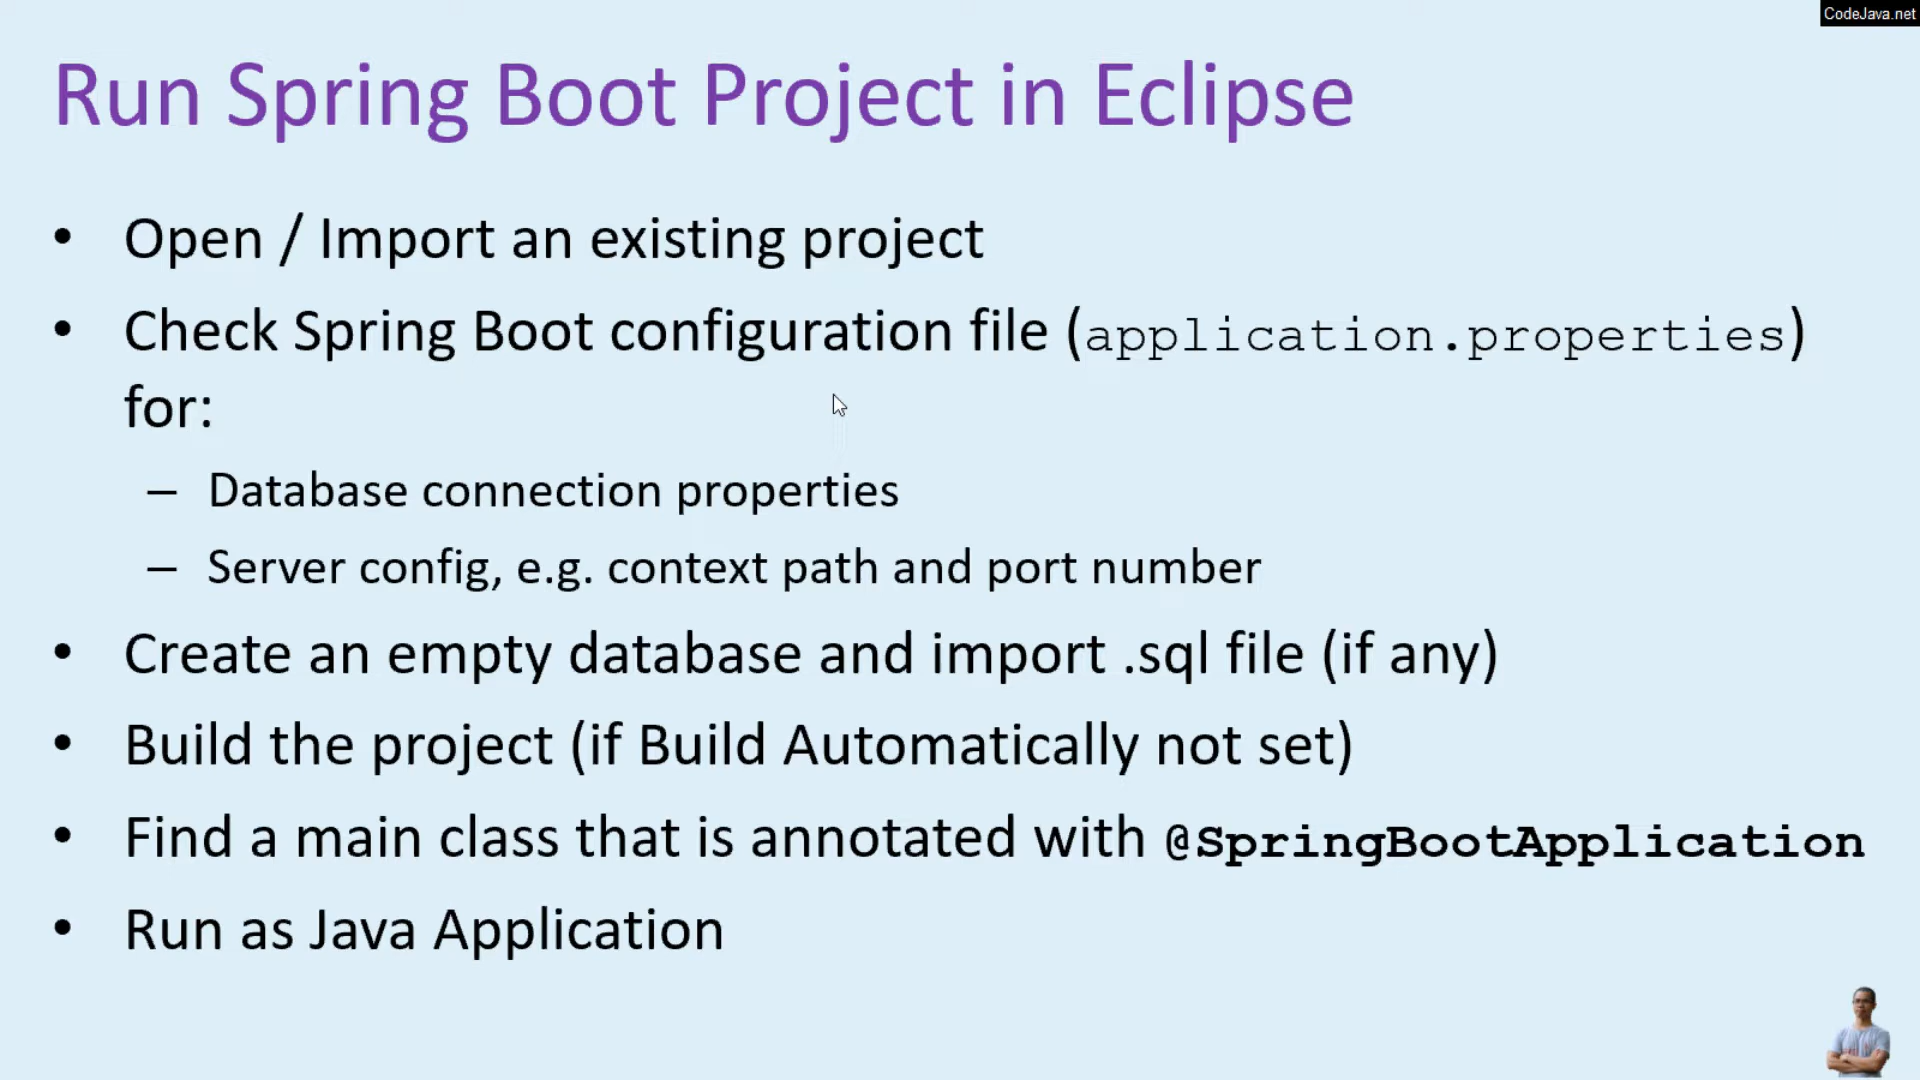 CodeJava.net
Run Spring Boot Project in Eclipse
• Open / Import an existing project
• Check Spring Boot configuration file (application.properties)
for:
– Database connection properties
– Server config, e.g. context path and port number
• Create an empty database and import .sql file (if any)
• Build the project (if Build Automatically not set)
• Find a main class that is annotated with @SpringBootApplication
• Run as Java Application